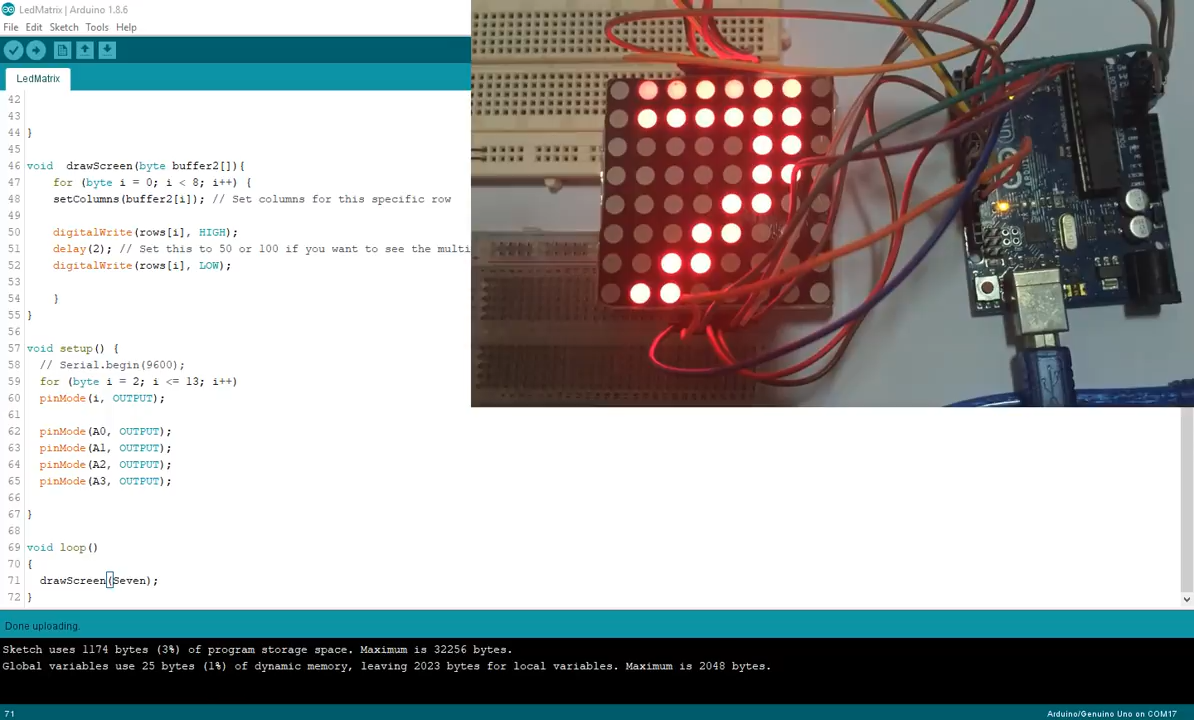 LedMatrix | Arduino 1.8.6
File Edit Sketch Tools Help
LedMatrix
42
43
44 }
45
46 void drawScreen(byte buffer2[]){
47 for (byte i = 0; i < 8; i++) {
48 setColumns(buffer2[i]); // Set columns for this specific row
49
50 digitalWrite(rows[i], HIGH);
51 delay(2); // Set this to 50 or 100 if you want to see the multi
52 digitalWrite(rows[i], LOW);
53
54 }
55 }
56
57 void setup() {
58 // Serial.begin(9600);
59 for (byte i = 2; i <= 13; i++)
60 pinMode(i, OUTPUT);
61
62 pinMode(A0, OUTPUT);
63 pinMode(A1, OUTPUT);
64 pinMode(A2, OUTPUT);
65 pinMode(A3, OUTPUT);
66
67 }
68
69 void loop()
70 {
71 drawScreen(Seven);
72 }
Done uploading.
Sketch uses 1174 bytes (3%) of program storage space. Maximum is 32256 bytes.
Global variables use 25 bytes (1%) of dynamic memory, leaving 2023 bytes for local variables. Maximum is 2048 bytes.
71 Arduino/Genuino Uno on COM17